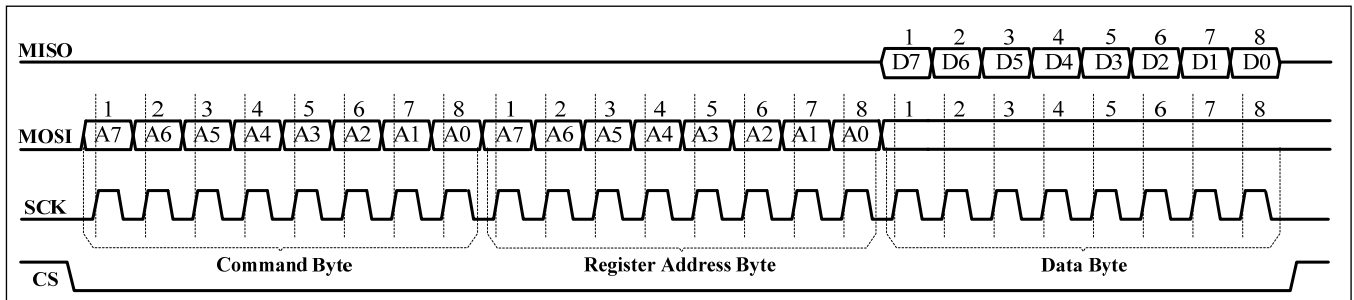 1 2 3 4 5 6 7 8
MISO D7 D6 D5 D4 D3 D2 D1 D0
1 2 3 4 5 6 7 8 1 2 3 4 5 6 7 8 1 2 3 4 5 6 7 8
MOSI A7 A6 A5 A4 A3 A2 A1 A0 A7 A6 A5 A4 A3 A2 A1 A0
SCK
Command Byte Register Address Byte Data Byte
CS